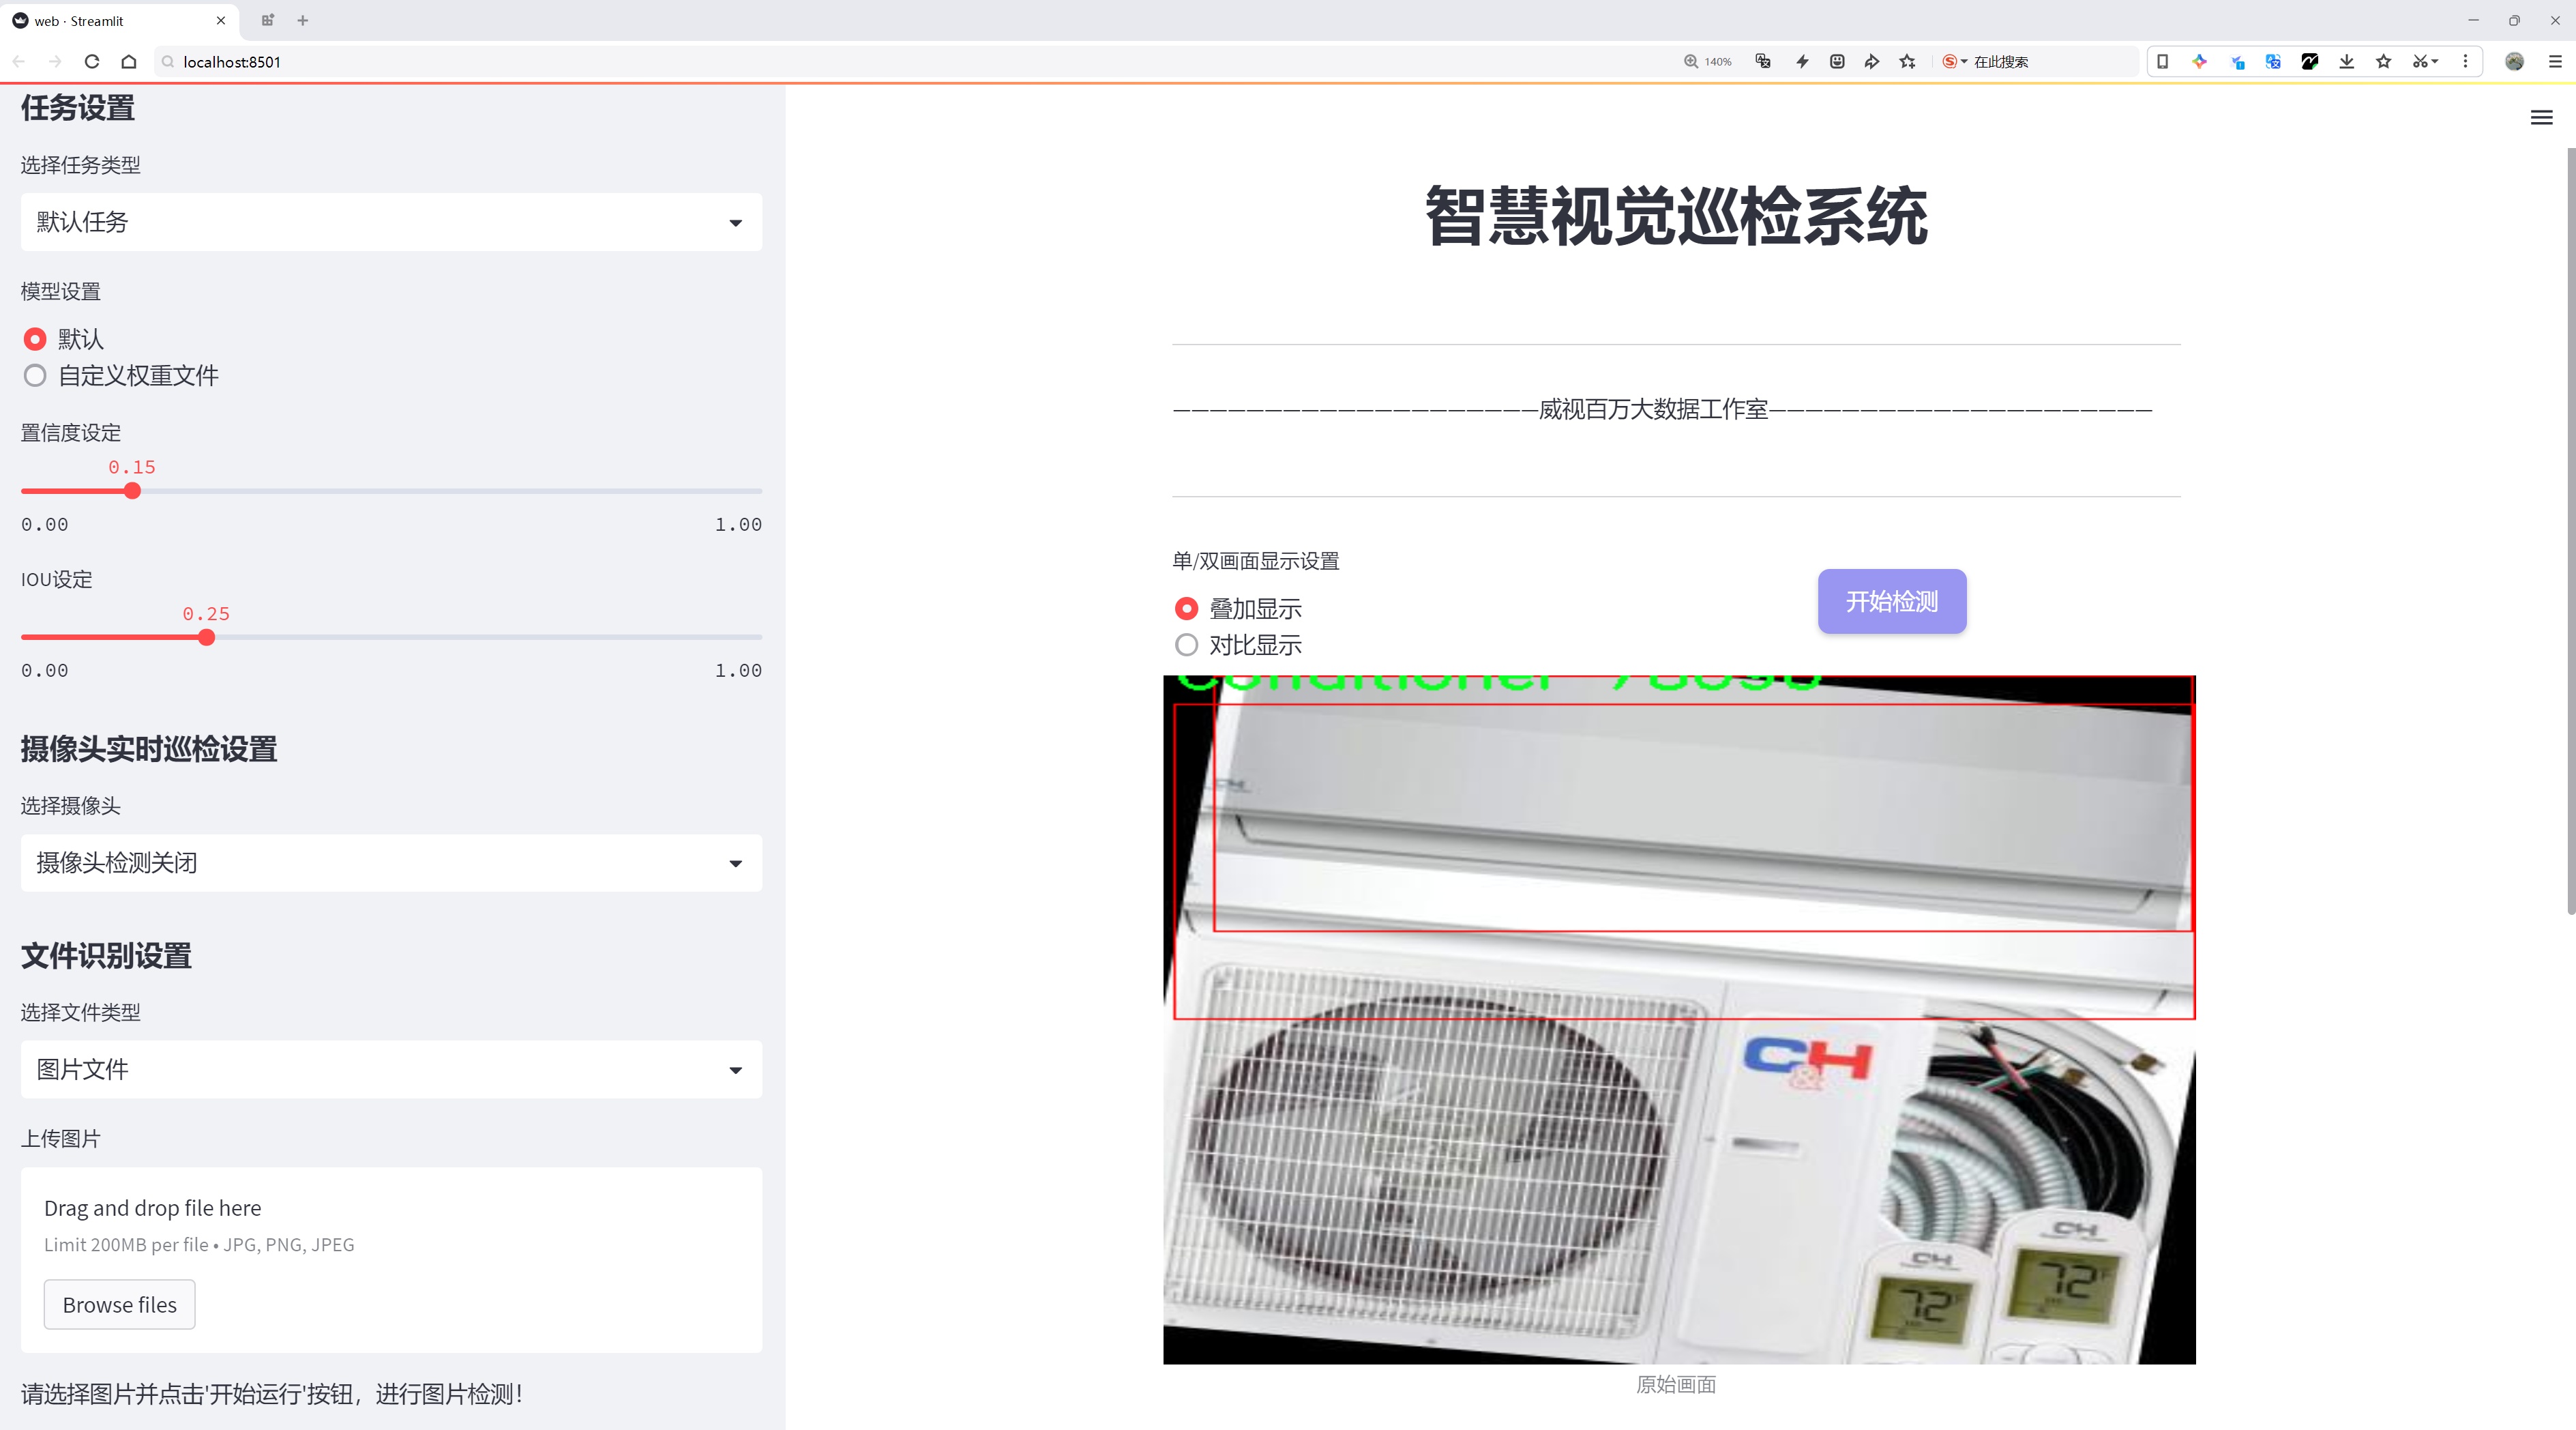 web · Streamlit
localhost:8501
140%
在此搜索
任务设置
选择任务类型
默认任务
模型设置
默认
自定义权重文件
置信度设定
0.15
0.00
1.00
IOU设定
0.25
0.00
1.00
摄像头实时巡检设置
选择摄像头
摄像头检测关闭
文件识别设置
选择文件类型
图片文件
上传图片
Drag and drop file here
Limit 200MB per file • JPG, PNG, JPEG
Browse files
请选择图片并点击'开始运行'按钮，进行图片检测！
智慧视觉巡检系统
—————————————————————威视百万大数据工作室—————————————————————
单/双画面显示设置
叠加显示
对比显示
开始检测
Conditioner
C&H
CH
72
CH
72
原始画面